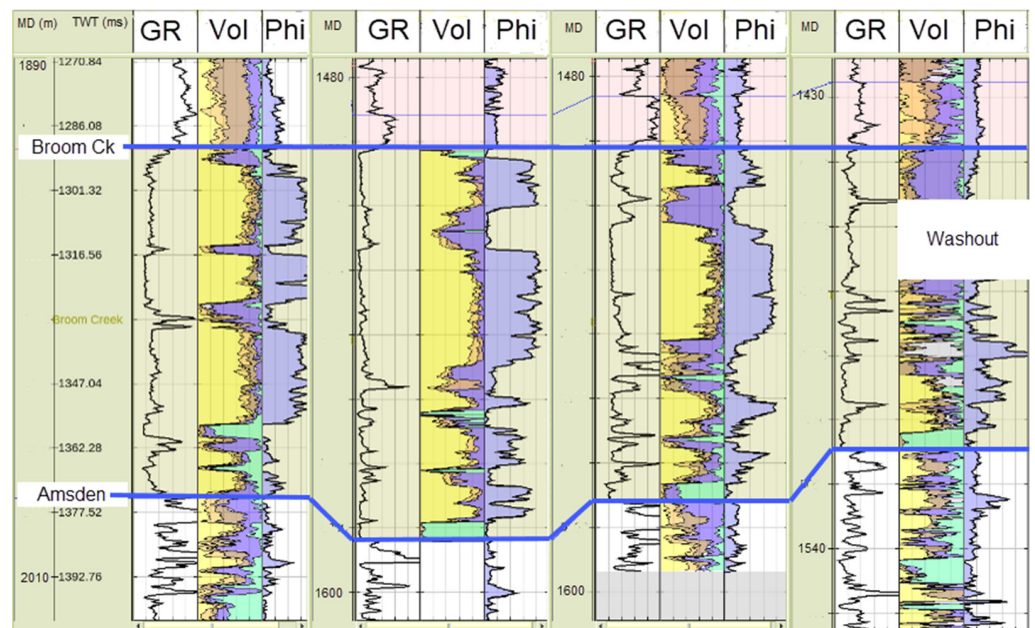 MD (m) TWT (ms) GR Vol Phi MD GR Vol Phi MD GR Vol Phi MD GR Vol Phi
1890 1270.84
1480
1480
1430
1286.08
Broom Ck
1301.32
1316.56
Washout
Broom Creek
1347.04
1362.28
Amsden
1377.52
1540
2010 1392.76
1600
1600